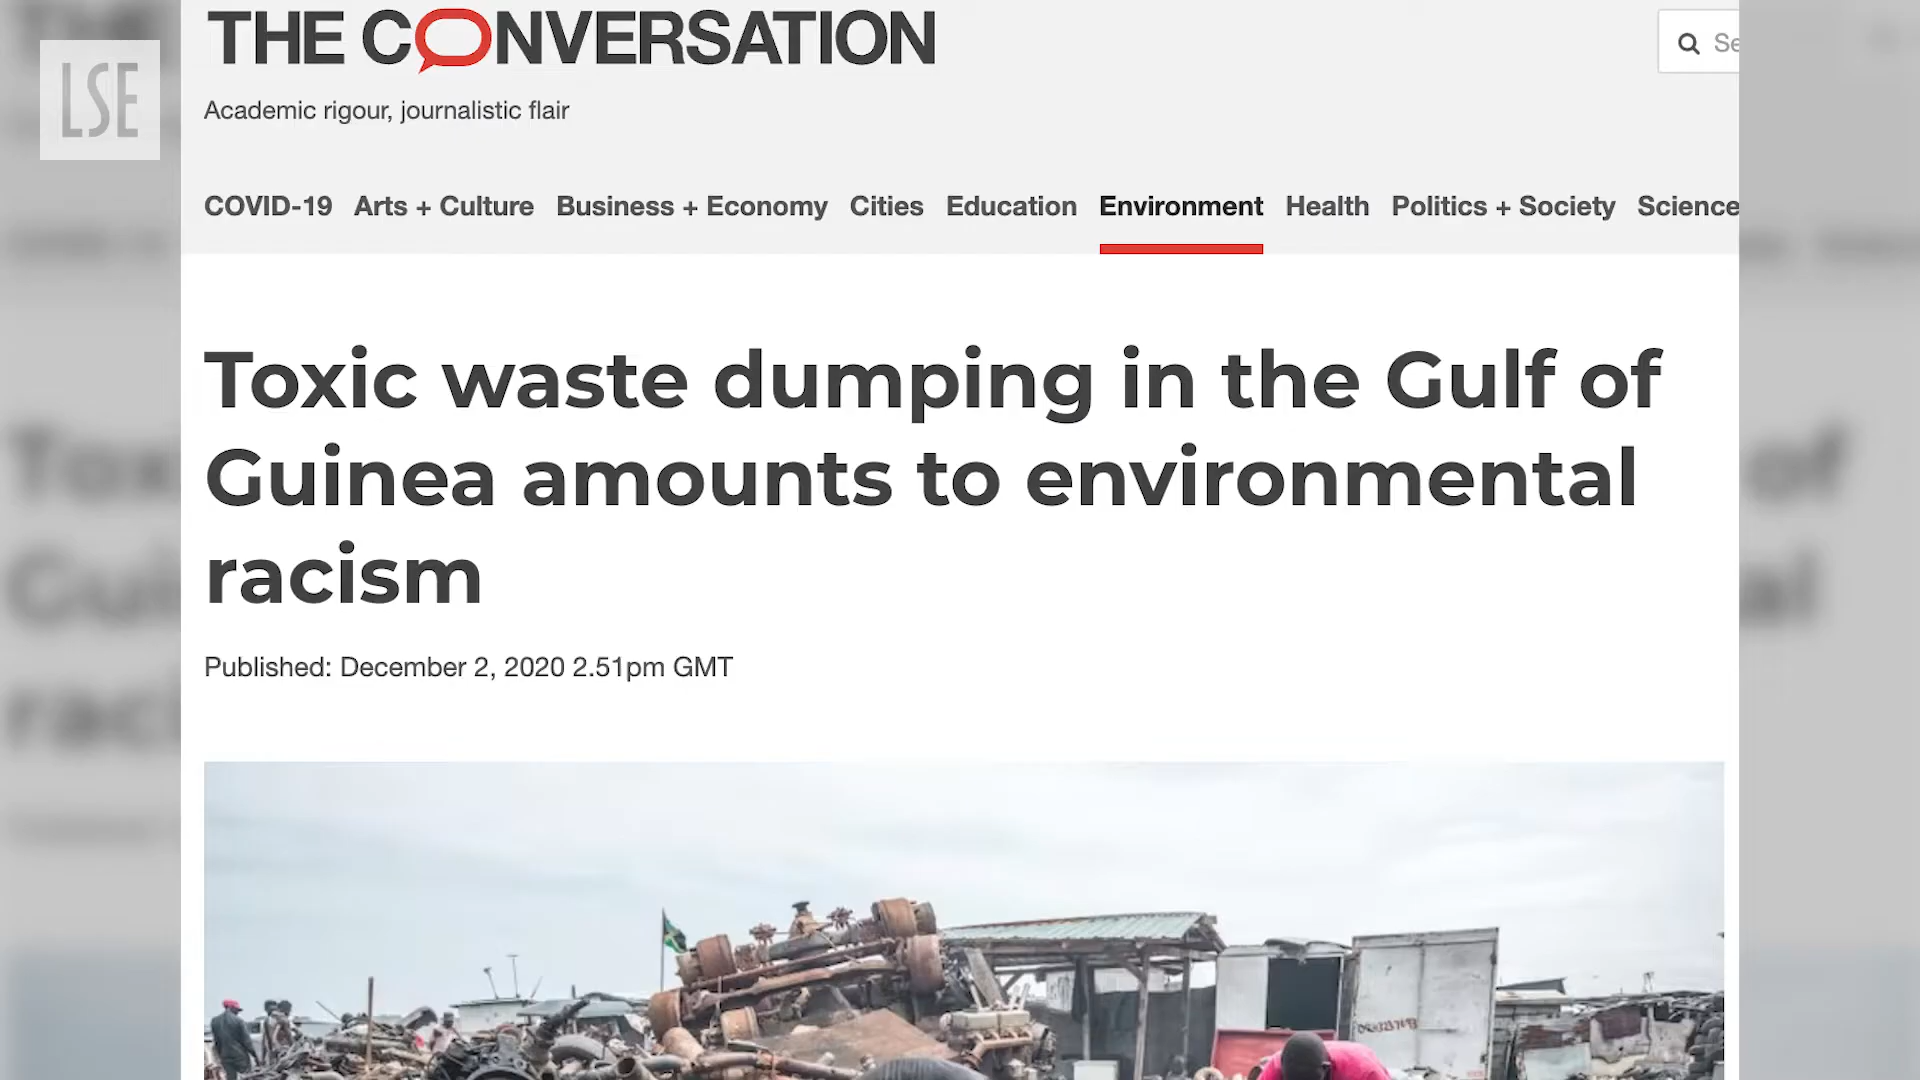 THE CONVERSATION
LSE
Se
Academic rigour, journalistic flair
COVID-19 Arts + Culture Business + Economy Cities Education Environment Health Politics + Society Science
Toxic waste dumping in the Gulf of
Guinea amounts to environmental
racism
Published: December 2, 2020 2.51pm GMT